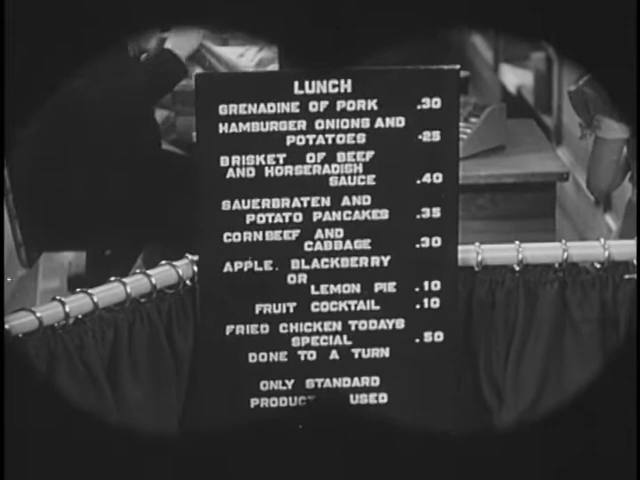 LUNCH
GRENADINE OF PORK .30
HAMBURGER ONIONS AND
POTATOES .25
BRISKET OF BEEF
AND HORSERADISH
SAUCE .40
SAUERBRATEN AND
POTATO PANCAKES .35
CORNBEEF AND
CABBAGE .30
APPLE. BLACKBERRY
OR
LEMON PIE .10
FRUIT COCKTAIL .10
FRIED CHICKEN TODAYS
SPECIAL .50
DONE TO A TURN
ONLY STANDARD
USED